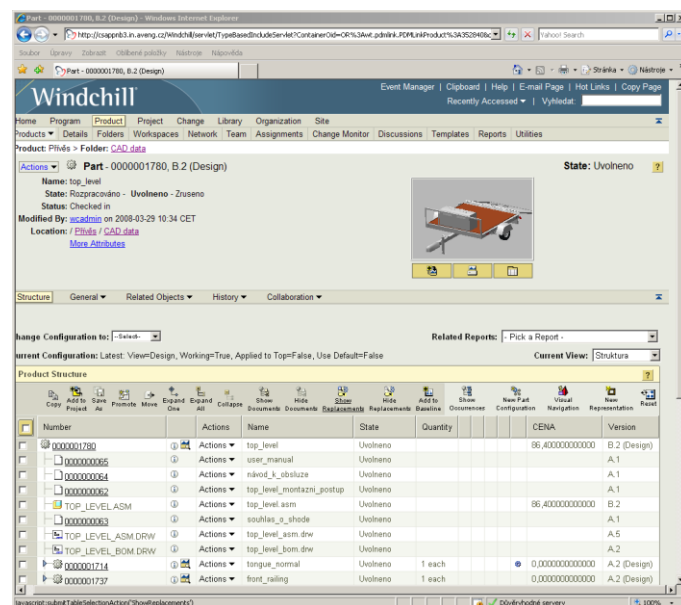 Part - 0000001780, B.2 (Design) - Windows Internet Explorer
http://csappnb3.in.aveng.cz/Windchill/servlet/TypeBasedIncludeServlet?ContainerOid=OR%3Awt.pdmlink.PDMLinkProduct%3A3528408&c
Yahoo! Search
Soubor Úpravy Zobrazit Oblíbené položky Nástroje Nápověda
Part - 0000001780, B.2 (Design)
Stránka Nástroje
Windchill
Event Manager | Clipboard | Help | E-mail Page | Hot Links | Copy Page
Recently Accessed | Vyhledat:
Home Program Product Project Change Library Organization Site
Products Details Folders Workspaces Network Team Assignments Change Monitor Discussions Templates Reports Utilities
Product: Přívěs > Folder: CAD data
Actions Part - 0000001780, B.2 (Design) State: Uvolneno ?
Name: top_level
State: Rozpracováno - Uvolneno - Zruseno
Status: Checked in
Modified By: wcadmin on 2008-03-29 10:34 CET
Location: / Přívěs / CAD data
More Attributes
Structure General Related Objects History Collaboration
hange Configuration to: --Select-- Related Reports: - Pick a Report -
urrent Configuration: Latest: View=Design, Working=True, Applied to Top=False, Use Default=False Current View: Struktura
Product Structure ?
Copy Add to Project Save As Promote Move Expand One Expand All Collapse Show Documents Hide Documents Show Replacements Hide Replacements Add to Baseline Show Occurrences New Part Configuration Visual Navigation New Representation Reset
Number Actions Name State Quantity CENA Version
0000001780 Actions top_level Uvolneno 86,400000000000 B.2 (Design)
0000000065 Actions user_manual Uvolneno A.1
0000000064 Actions návod_k_obsluze Uvolneno A.1
0000000062 Actions top_level_montazni_postup Uvolneno A.1
TOP_LEVEL.ASM Actions top_level.asm Uvolneno 86,400000000000 B.2
0000000063 Actions souhlas_o_shode Uvolneno A.1
TOP_LEVEL_ASM.DRW Actions top_level_asm.drw Uvolneno A.5
TOP_LEVEL_BOM.DRW Actions top_level_bom.drw Uvolneno A.2
0000001714 Actions tongue_normal Uvolneno 1 each 0,0000000000000 A.2 (Design)
0000001737 Actions front_railing Uvolneno 1 each 0,0000000000000 A.2 (Design)
javascript:submitTableSelectionAction("ShowReplacements") Důvěryhodné servery 100%